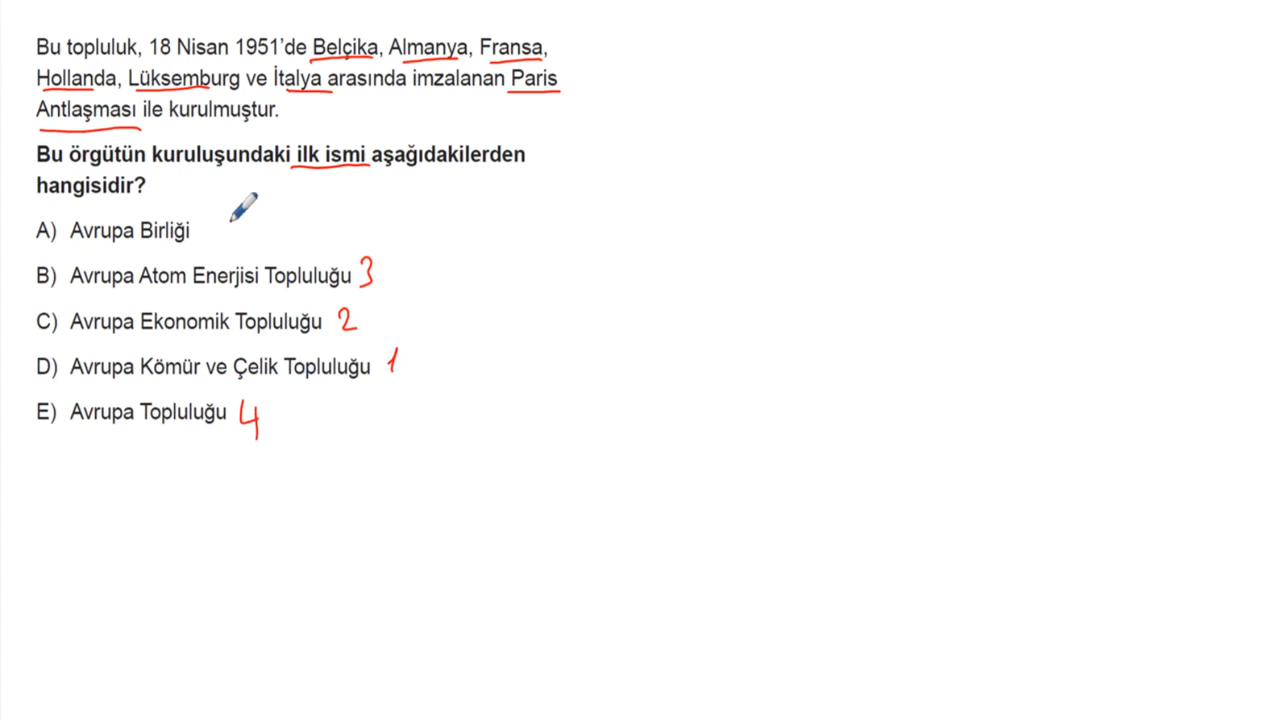 Bu topluluk, 18 Nisan 1951’de Belçika, Almanya, Fransa,
Hollanda, Lüksemburg ve İtalya arasında imzalanan Paris
Antlaşması ile kurulmuştur.
Bu örgütün kuruluşundaki ilk ismi aşağıdakilerden
hangisidir?
A) Avrupa Birliği
B) Avrupa Atom Enerjisi Topluluğu 3
C) Avrupa Ekonomik Topluluğu 2
D) Avrupa Kömür ve Çelik Topluluğu 1
E) Avrupa Topluluğu 4